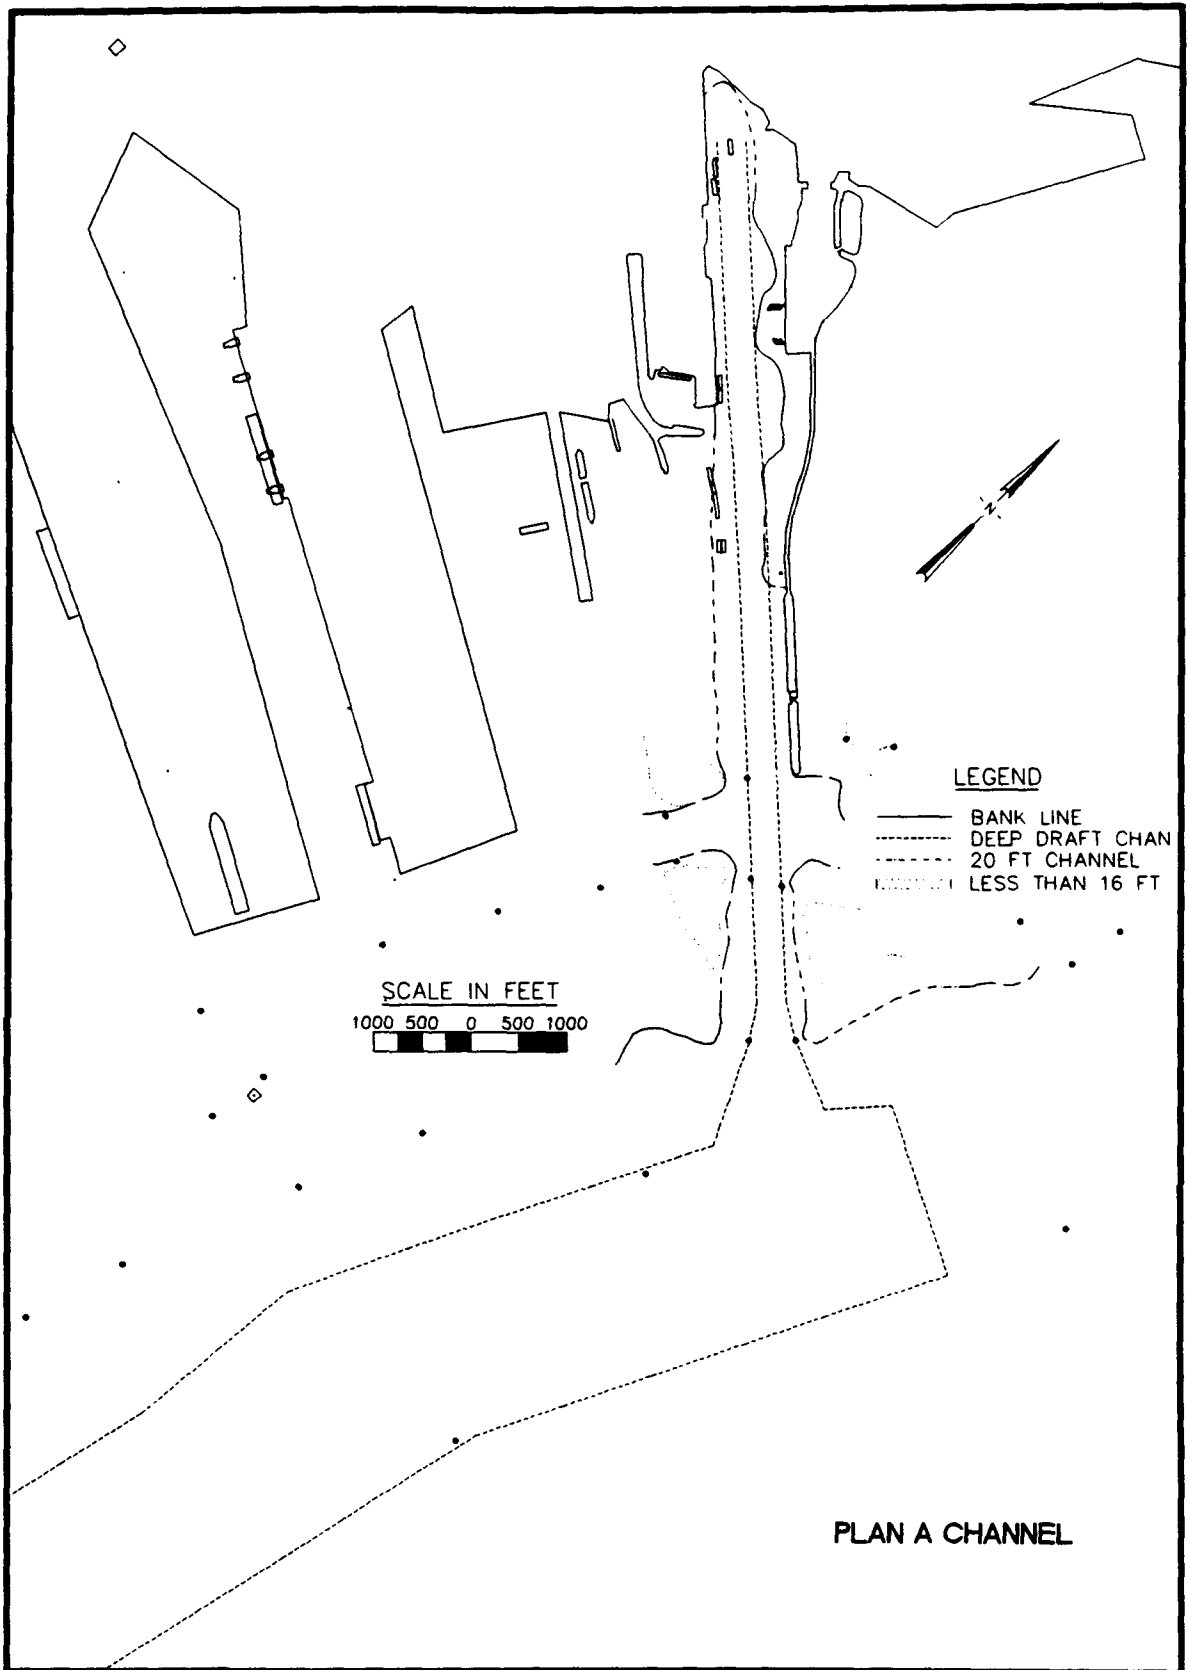 N
LEGEND
BANK LINE
DEEP DRAFT CHAN
20 FT CHANNEL
LESS THAN 16 FT
SCALE IN FEET
1000 500 0 500 1000
PLAN A CHANNEL